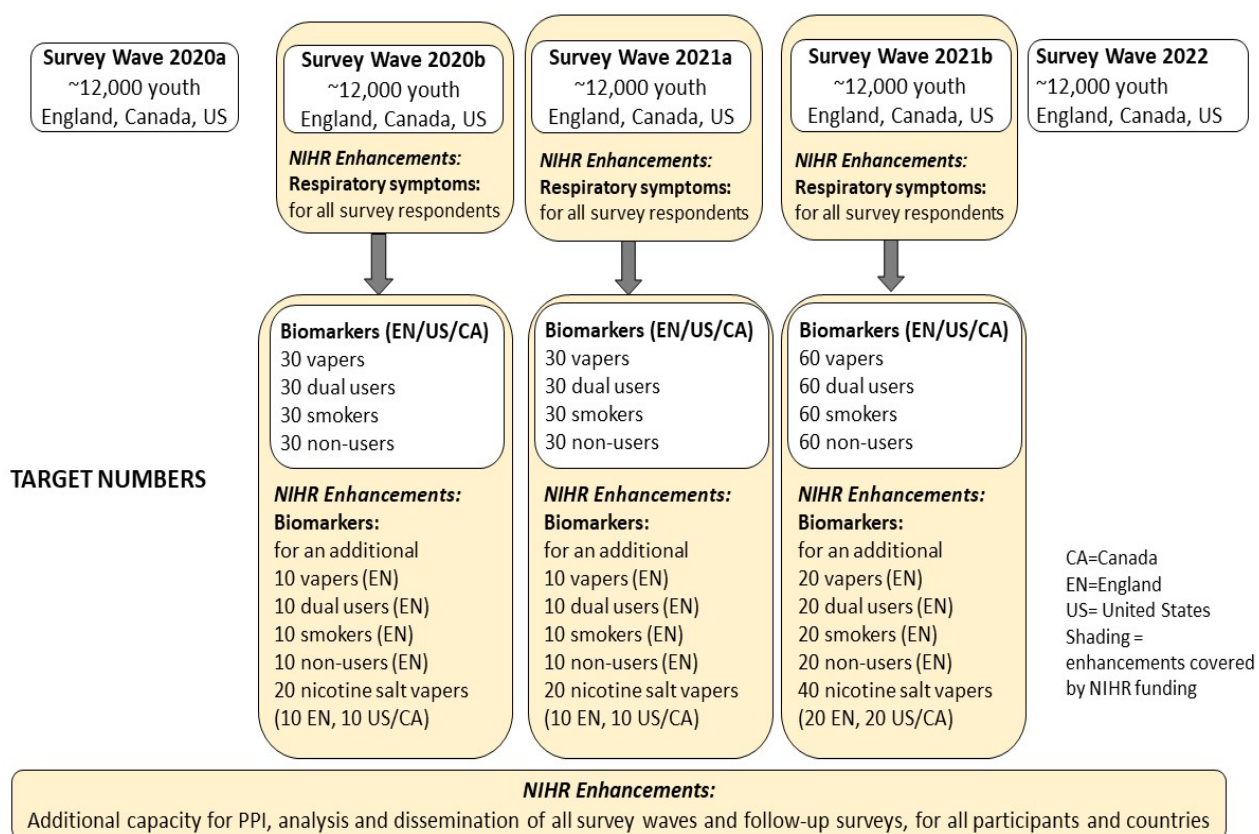 Survey Wave 2020a
~12,000 youth
England, Canada, US
Survey Wave 2020b
~12,000 youth
England, Canada, US
NIHR Enhancements:
Respiratory symptoms:
for all survey respondents
Survey Wave 2021a
~12,000 youth
England, Canada, US
NIHR Enhancements:
Respiratory symptoms:
for all survey respondents
Survey Wave 2021b
~12,000 youth
England, Canada, US
NIHR Enhancements:
Respiratory symptoms:
for all survey respondents
Survey Wave 2022
~12,000 youth
England, Canada, US
TARGET NUMBERS
Biomarkers (EN/US/CA)
30 vapers
30 dual users
30 smokers
30 non-users
NIHR Enhancements:
Biomarkers:
for an additional
10 vapers (EN)
10 dual users (EN)
10 smokers (EN)
10 non-users (EN)
20 nicotine salt vapers
(10 EN, 10 US/CA)
Biomarkers (EN/US/CA)
30 vapers
30 dual users
30 smokers
30 non-users
NIHR Enhancements:
Biomarkers:
for an additional
10 vapers (EN)
10 dual users (EN)
10 smokers (EN)
10 non-users (EN)
20 nicotine salt vapers
(10 EN, 10 US/CA)
Biomarkers (EN/US/CA)
60 vapers
60 dual users
60 smokers
60 non-users
NIHR Enhancements:
Biomarkers:
for an additional
20 vapers (EN)
20 dual users (EN)
20 smokers (EN)
20 non-users (EN)
40 nicotine salt vapers
(20 EN, 20 US/CA)
CA=Canada
EN=England
US= United States
Shading =
enhancements covered
by NIHR funding
NIHR Enhancements:
Additional capacity for PPI, analysis and dissemination of all survey waves and follow-up surveys, for all participants and countries